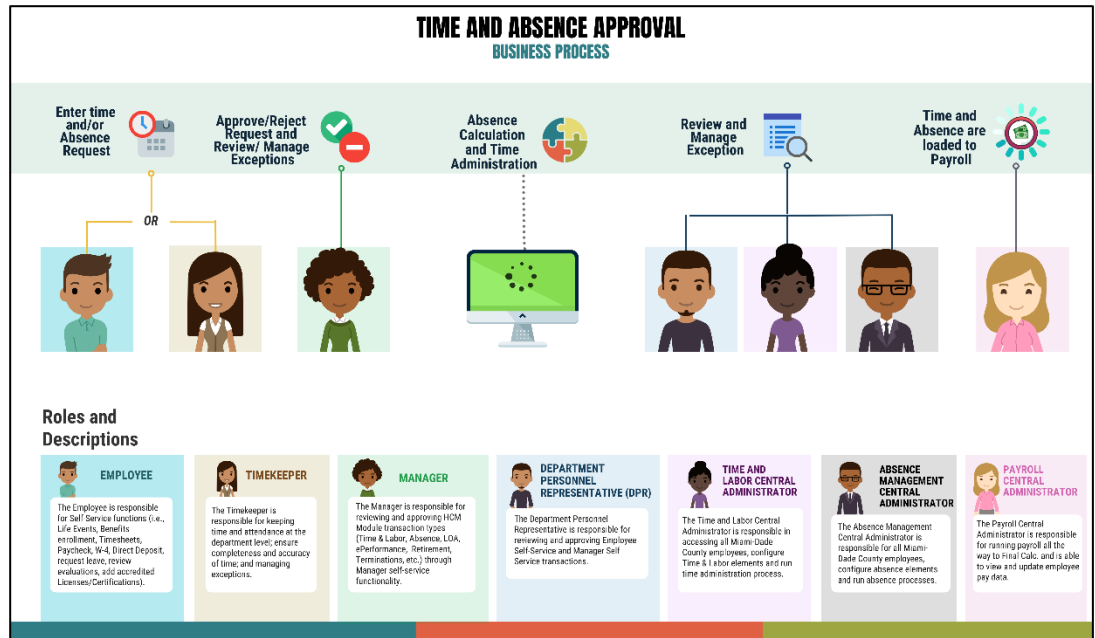 TIME AND ABSENCE APPROVAL
BUSINESS PROCESS
Enter time
and/or
Absence
Request
Approve/Reject
Request and
Review/ Manage
Exceptions
Absence
Calculation
and Time
Administration
Review and
Manage
Exception
Time and
Absence are
loaded to
Payroll
OR
Roles and
Descriptions
EMPLOYEE
The Employee is responsible
for Self Service functions (i.e.,
Life Events, Benefits
enrollment, Timesheets,
Paycheck, W-4, Direct Deposit,
request leave, review
evaluations, add accredited
Licenses/Certifications).
TIMEKEEPER
The Timekeeper is
responsible for keeping
time and attendance at the
department level; ensure
completeness and accuracy
of time; and managing
exceptions.
MANAGER
The Manager is responsible for
reviewing and approving HCM
Module transaction types
(Time & Labor, Absence, LOA,
ePerformance, Retirement,
Terminations, etc.) through
Manager self-service
functionality.
DEPARTMENT
PERSONNEL
REPRESENTATIVE (DPR)
The Department Personnel
Representative is responsible for
reviewing and approving Employee
Self-Service and Manager Self
Service transactions.
TIME AND
LABOR CENTRAL
ADMINISTRATOR
The Time and Labor Central
Administrator is responsible in
accessing all Miami-Dade
County employees, configure
Time & Labor elements and run
time administration process.
ABSENCE
MANAGEMENT
CENTRAL
ADMINISTRATOR
The Absence Management
Central Administrator is
responsible for all Miami-
Dade County employees,
configure absence elements
and run absence processes.
PAYROLL
CENTRAL
ADMINISTRATOR
The Payroll Central
Administrator is responsible
for running payroll all the
way to Final Calc. and is able
to view and update employee
pay data.